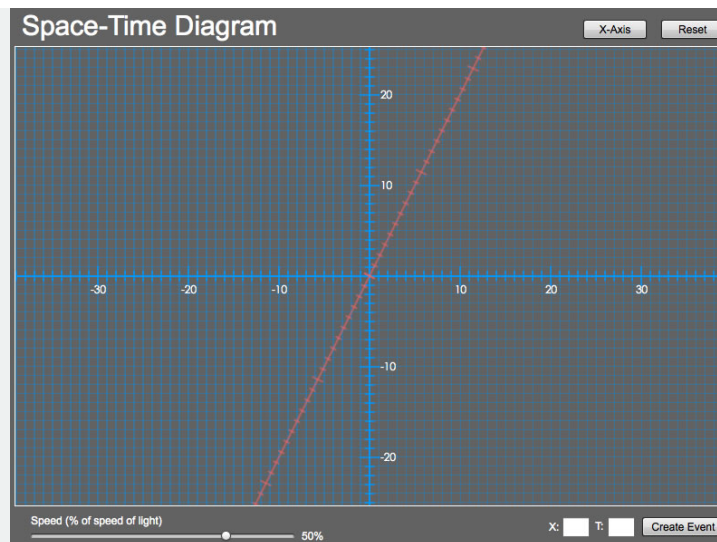 Space-Time Diagram
X-Axis
Reset
20
10
-30
-20
-10
10
20
30
-10
-20
Speed (% of speed of light)
50%
X:
T:
Create Event